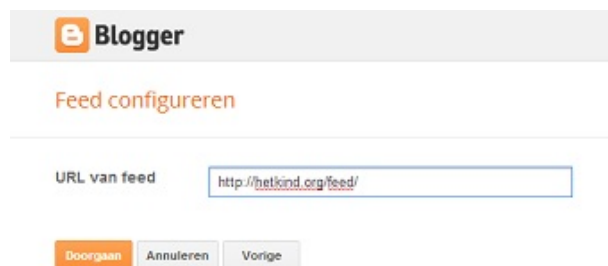 Blogger
Feed configureren
URL van feed http://hetkind.org/feed/
Doorgaan Annuleren Vorige